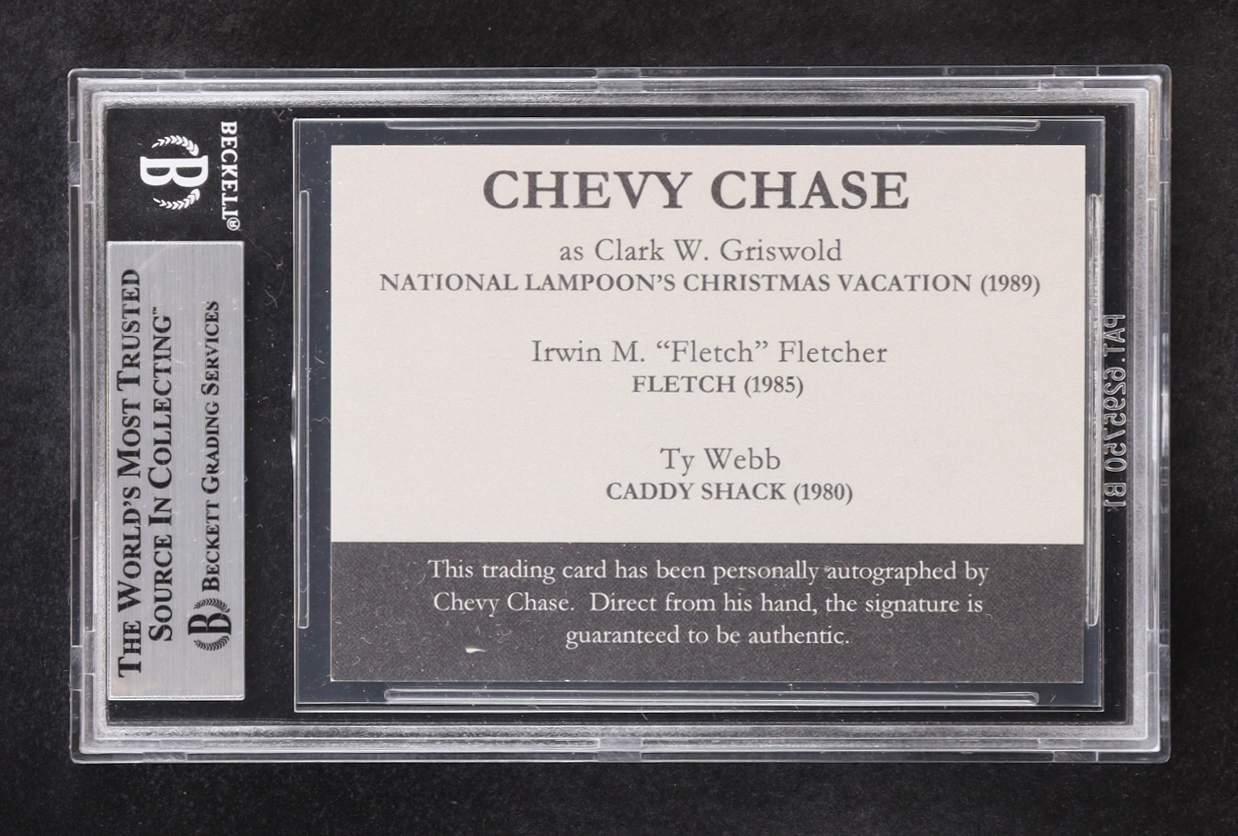 BECKETT®
B
THE WORLD'S MOST TRUSTED
SOURCE IN COLLECTING™
B BECKETT GRADING SERVICES
CHEVY CHASE
as Clark W. Griswold
NATIONAL LAMPOON'S CHRISTMAS VACATION (1989)
Irwin M. “Fletch” Fletcher
FLETCH (1985)
Ty Webb
CADDY SHACK (1980)
This trading card has been personally autographed by
Chevy Chase. Direct from his hand, the signature is
guaranteed to be authentic.